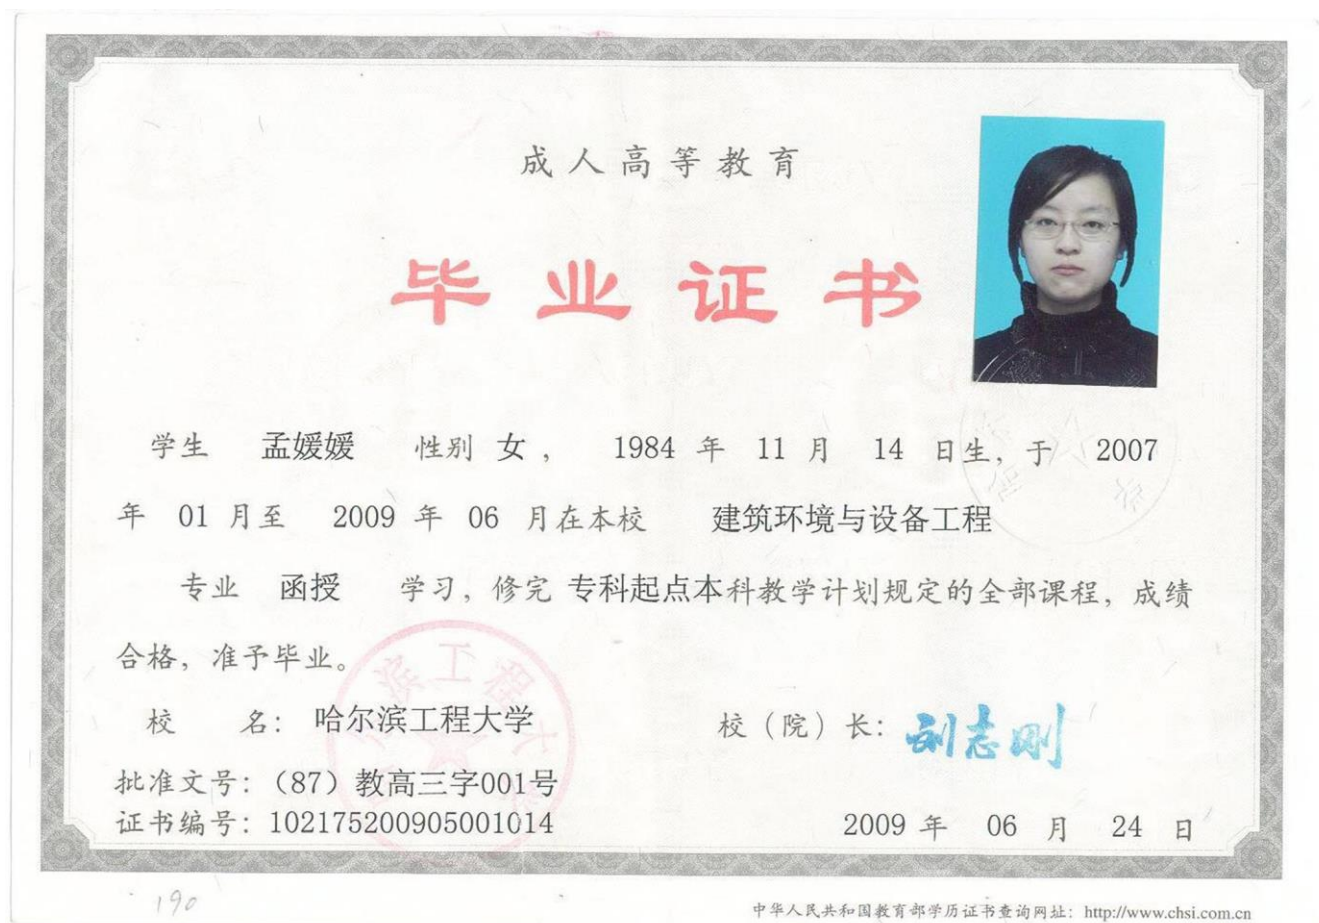 成人高等教育
毕业证书
学生 孟媛媛 性别 女， 1984 年 11 月 14 日生，于 2007
年 01 月至 2009 年 06 月在本校 建筑环境与设备工程
专业 函授 学习，修完 专科起点本科教学计划规定的全部课程，成绩
合格，准予毕业。
校 名：哈尔滨工程大学
校（院）长：刘志刚
批准文号：（87）教高三字001号
证书编号：102175200905001014
2009 年 06 月 24 日
190
中华人民共和国教育部学历证书查询网址：http://www.chsi.com.cn